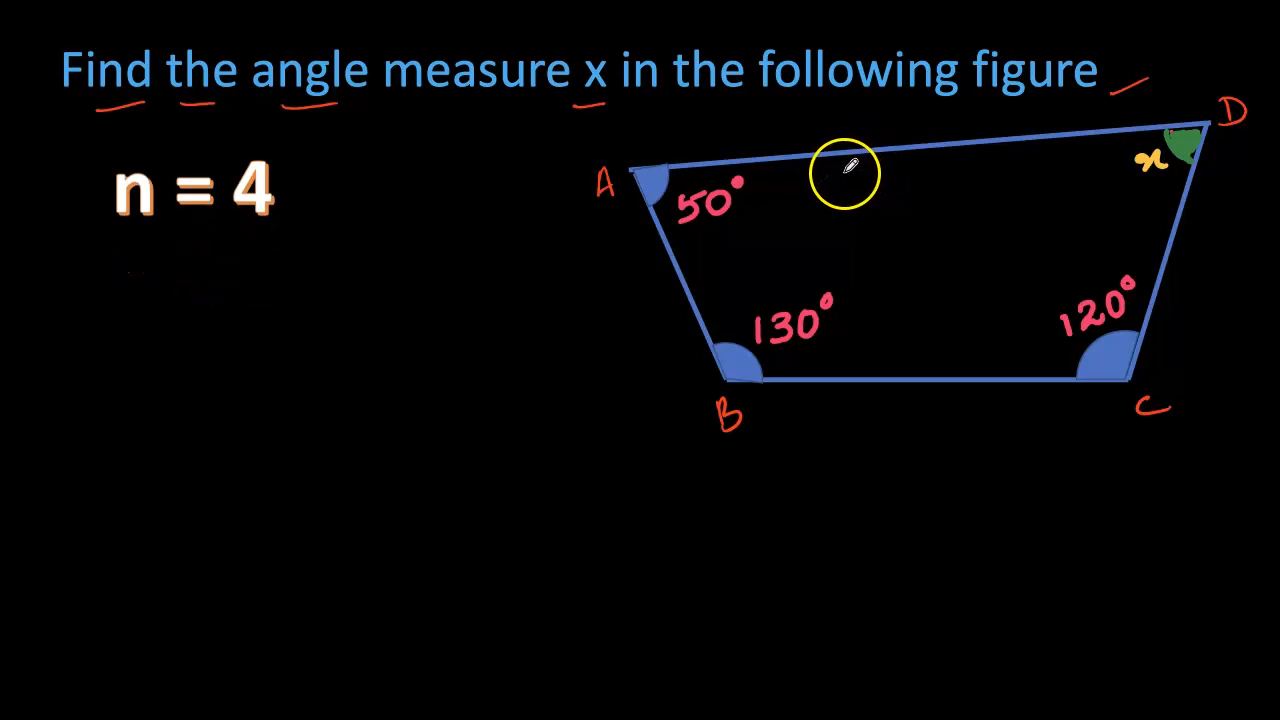 Find the angle measure x in the following figure
n = 4
A
50°
x
D
130°
120°
B
C